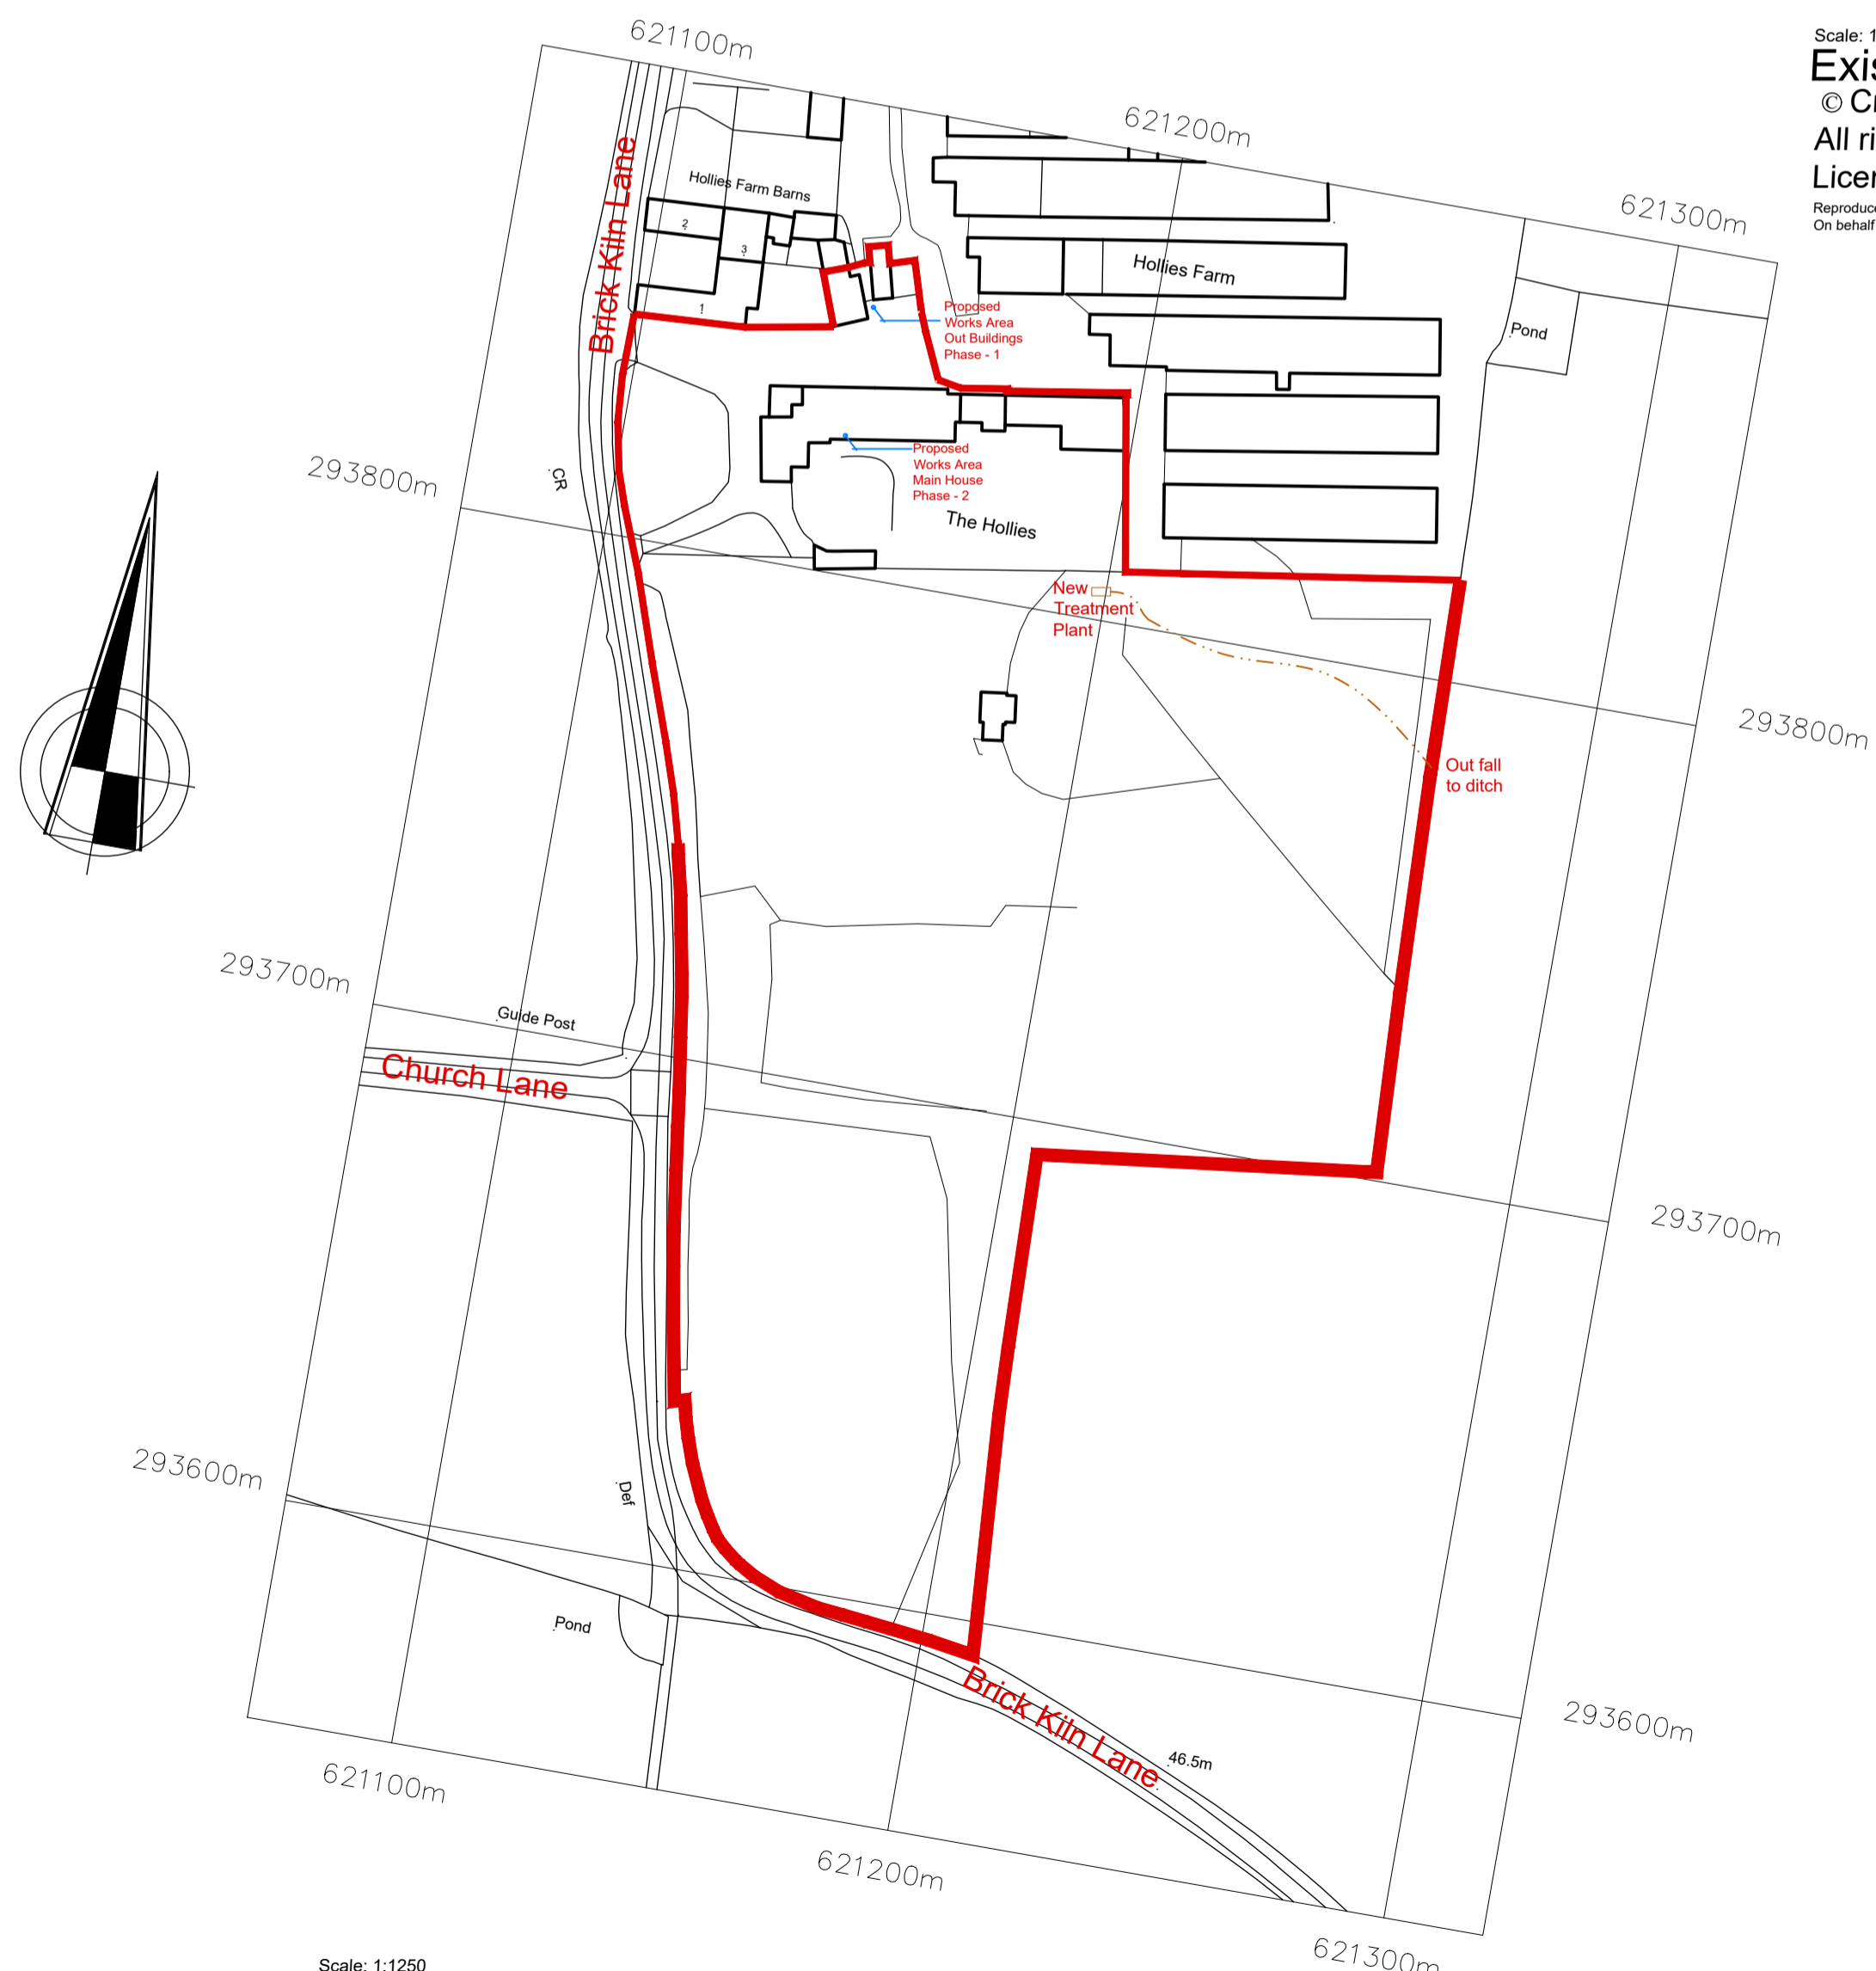 621100m
Scale: 1
Exis
© Cr
All ri
Licen
Reproduce
On behalf
621200m
621300m
Brick Kiln Lane
Hollies Farm Barns
2
3
1
Hollies Farm
Pond
Proposed
Works Area
Out Buildings
Phase - 1
293800m
CR
Proposed
Works Area
Main House
Phase - 2
The Hollies
New
Treatment
Plant
293800m
Out fall
to ditch
293700m
Guide Post
Church Lane
293700m
293600m
Def
Pond
Brick Kiln Lane
46.5m
293600m
621100m
621200m
621300m
Scale: 1:1250